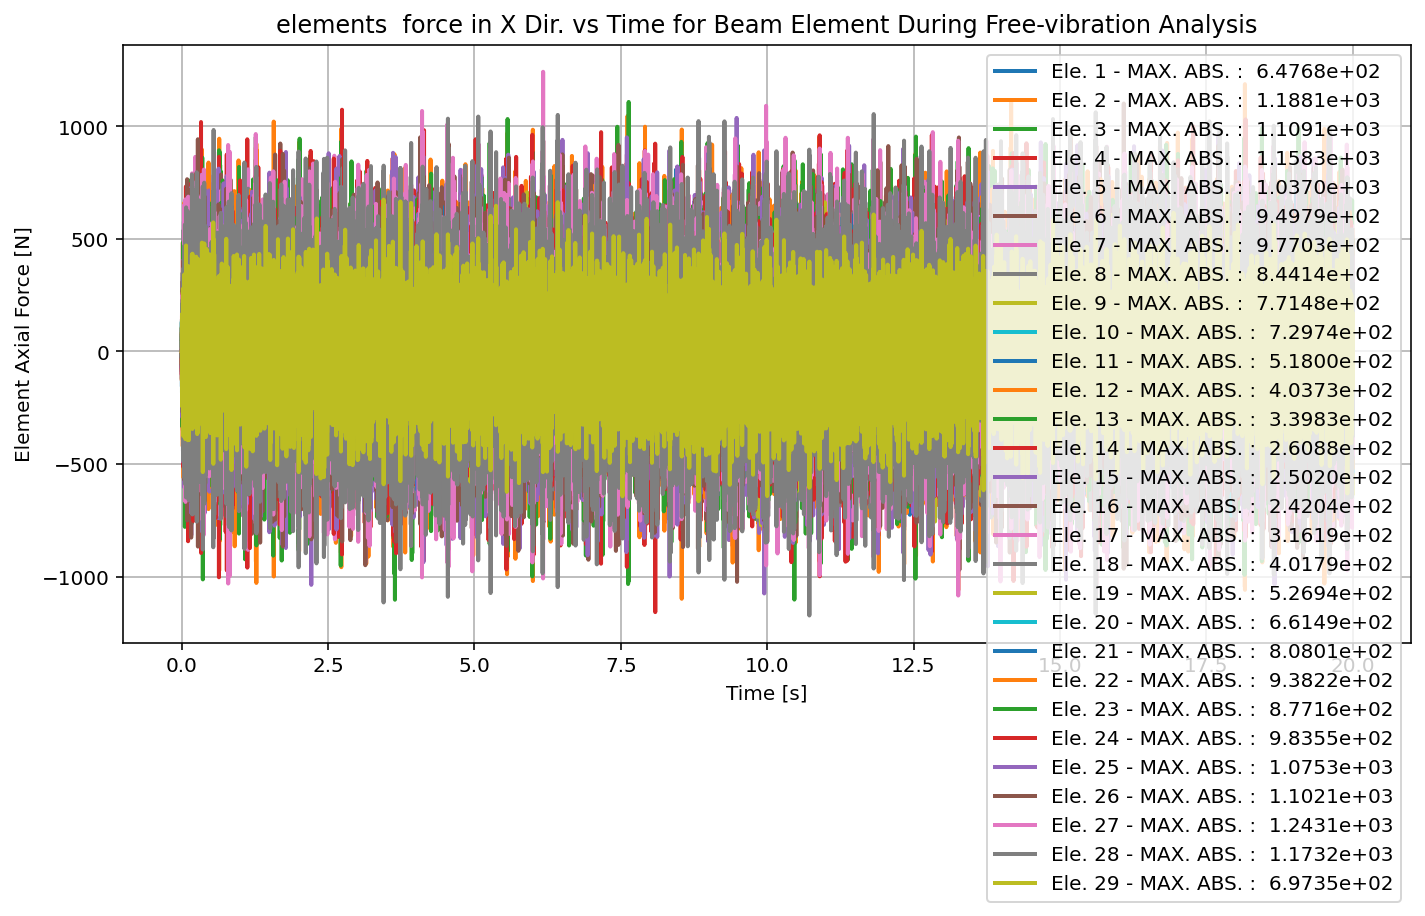 elements  force in X Dir. vs Time for Beam Element During Free-vibration Analysis
Element Axial Force [N]
1000
500
0
−500
−1000
0.0
2.5
5.0
7.5
10.0
12.5
15.0
17.5
20.0
Time [s]
Ele. 1 - MAX. ABS. :  6.4768e+02
Ele. 2 - MAX. ABS. :  1.1881e+03
Ele. 3 - MAX. ABS. :  1.1091e+03
Ele. 4 - MAX. ABS. :  1.1583e+03
Ele. 5 - MAX. ABS. :  1.0370e+03
Ele. 6 - MAX. ABS. :  9.4979e+02
Ele. 7 - MAX. ABS. :  9.7703e+02
Ele. 8 - MAX. ABS. :  8.4414e+02
Ele. 9 - MAX. ABS. :  7.7148e+02
Ele. 10 - MAX. ABS. :  7.2974e+02
Ele. 11 - MAX. ABS. :  5.1800e+02
Ele. 12 - MAX. ABS. :  4.0373e+02
Ele. 13 - MAX. ABS. :  3.3983e+02
Ele. 14 - MAX. ABS. :  2.6088e+02
Ele. 15 - MAX. ABS. :  2.5020e+02
Ele. 16 - MAX. ABS. :  2.4204e+02
Ele. 17 - MAX. ABS. :  3.1619e+02
Ele. 18 - MAX. ABS. :  4.0179e+02
Ele. 19 - MAX. ABS. :  5.2694e+02
Ele. 20 - MAX. ABS. :  6.6149e+02
Ele. 21 - MAX. ABS. :  8.0801e+02
Ele. 22 - MAX. ABS. :  9.3822e+02
Ele. 23 - MAX. ABS. :  8.7716e+02
Ele. 24 - MAX. ABS. :  9.8355e+02
Ele. 25 - MAX. ABS. :  1.0753e+03
Ele. 26 - MAX. ABS. :  1.1021e+03
Ele. 27 - MAX. ABS. :  1.2431e+03
Ele. 28 - MAX. ABS. :  1.1732e+03
Ele. 29 - MAX. ABS. :  6.9735e+02